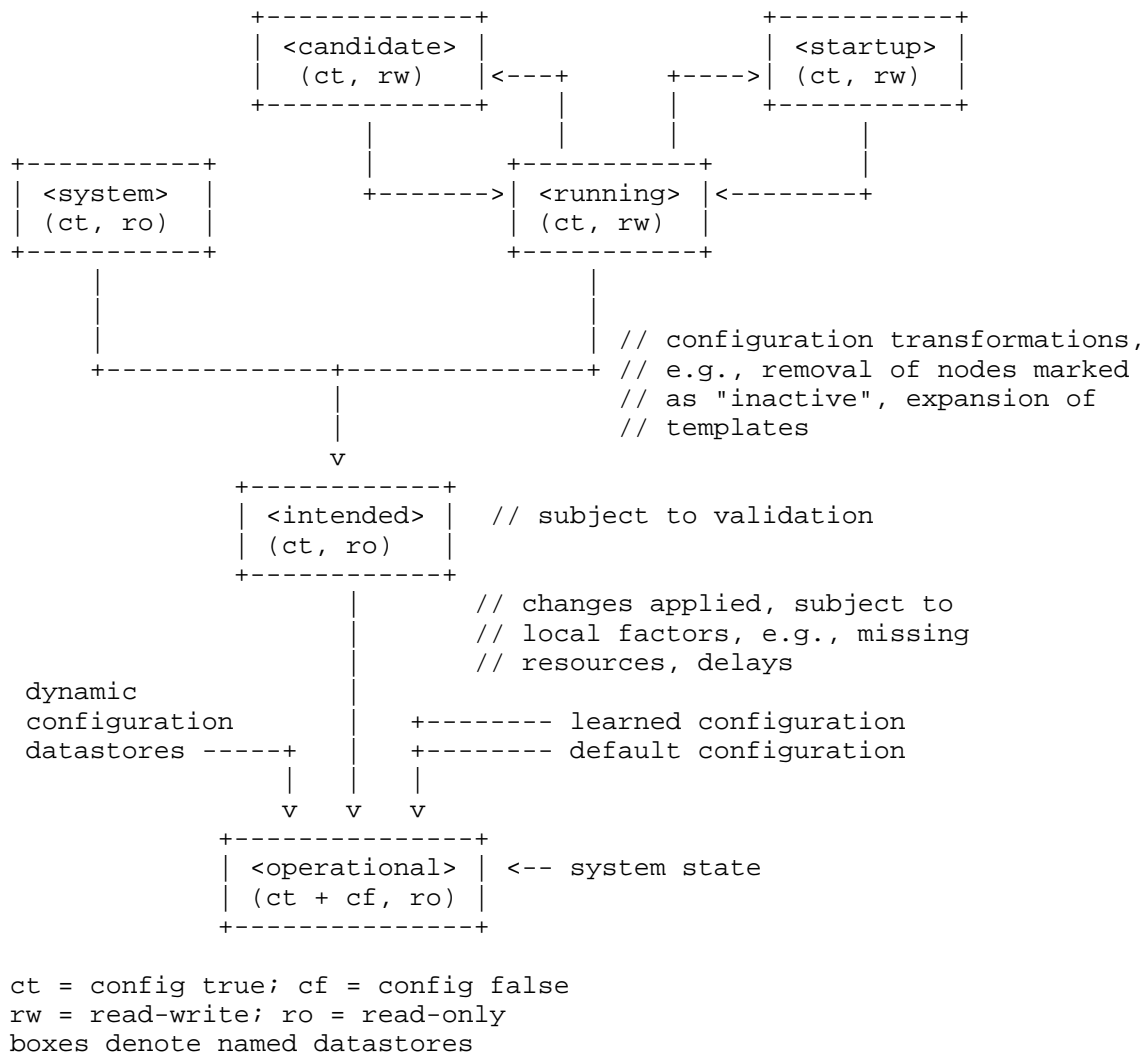 <candidate> <startup>
(ct, rw) <---+ +----> (ct, rw)
<system> +-------> <running> <--------+
(ct, ro) (ct, rw)
// configuration transformations,
// e.g., removal of nodes marked
// as "inactive", expansion of
// templates
v
<intended> // subject to validation
(ct, ro)
// changes applied, subject to
// local factors, e.g., missing
// resources, delays
dynamic
configuration +-------- learned configuration
datastores -----+ +-------- default configuration
v v v
<operational> <-- system state
(ct + cf, ro)
ct = config true; cf = config false
rw = read-write; ro = read-only
boxes denote named datastores